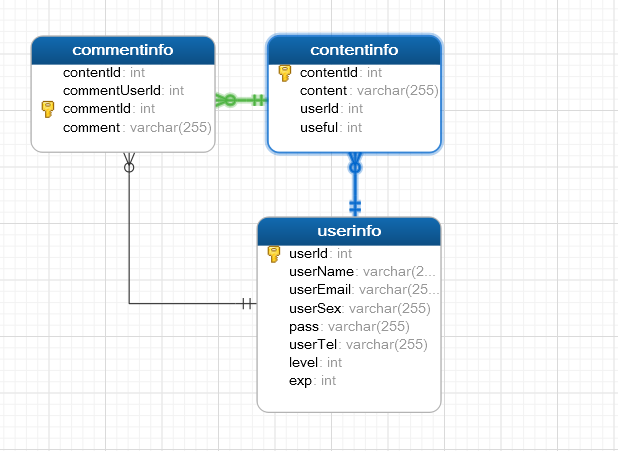 commentinfo
contentId: int
commentUserId: int
commentId: int
comment: varchar(255)
contentinfo
contentId: int
content: varchar(255)
userId: int
useful: int
userinfo
userId: int
userName: varchar(2...
userEmail: varchar(25...
userSex: varchar(255)
pass: varchar(255)
userTel: varchar(255)
level: int
exp: int